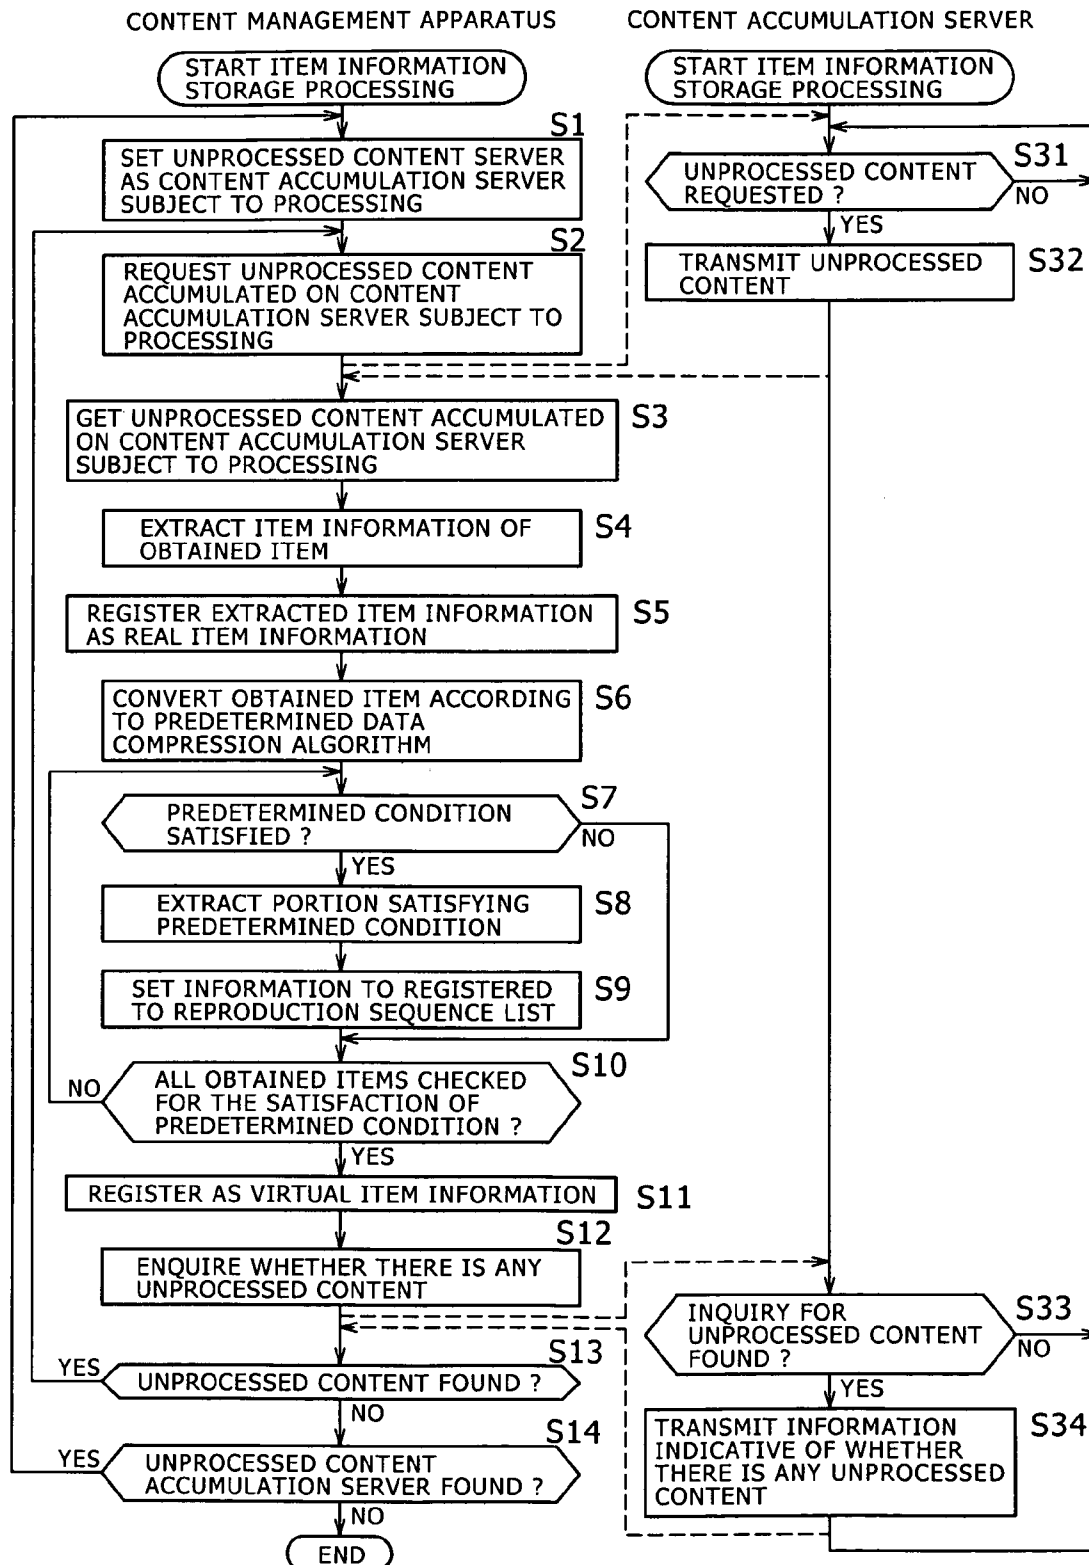 CONTENT MANAGEMENT APPARATUS
START ITEM INFORMATION
STORAGE PROCESSING
S1
SET UNPROCESSED CONTENT SERVER
AS CONTENT ACCUMULATION SERVER
SUBJECT TO PROCESSING
S2
REQUEST UNPROCESSED CONTENT
ACCUMULATED ON CONTENT
ACCUMULATION SERVER SUBJECT TO
PROCESSING
GET UNPROCESSED CONTENT ACCUMULATED
ON CONTENT ACCUMULATION SERVER
SUBJECT TO PROCESSING
S3
EXTRACT ITEM INFORMATION OF
OBTAINED ITEM
S4
REGISTER EXTRACTED ITEM INFORMATION
AS REAL ITEM INFORMATION
S5
CONVERT OBTAINED ITEM ACCORDING
TO PREDETERMINED DATA
COMPRESSION ALGORITHM
S6
PREDETERMINED CONDITION
SATISFIED ?
S7
NO
YES
EXTRACT PORTION SATISFYING
PREDETERMINED CONDITION
S8
SET INFORMATION TO REGISTERED
TO REPRODUCTION SEQUENCE LIST
S9
S10
NO
ALL OBTAINED ITEMS CHECKED
FOR THE SATISFACTION OF
PREDETERMINED CONDITION ?
YES
REGISTER AS VIRTUAL ITEM INFORMATION
S11
S12
ENQUIRE WHETHER THERE IS ANY
UNPROCESSED CONTENT
S13
YES
UNPROCESSED CONTENT FOUND ?
NO
S14
YES
UNPROCESSED CONTENT
ACCUMULATION SERVER FOUND ?
NO
END
CONTENT ACCUMULATION SERVER
START ITEM INFORMATION
STORAGE PROCESSING
S31
UNPROCESSED CONTENT
REQUESTED ?
NO
YES
TRANSMIT UNPROCESSED
CONTENT
S32
INQUIRY FOR
UNPROCESSED CONTENT
FOUND ?
S33
NO
YES
TRANSMIT INFORMATION
INDICATIVE OF WHETHER
THERE IS ANY UNPROCESSED
CONTENT
S34